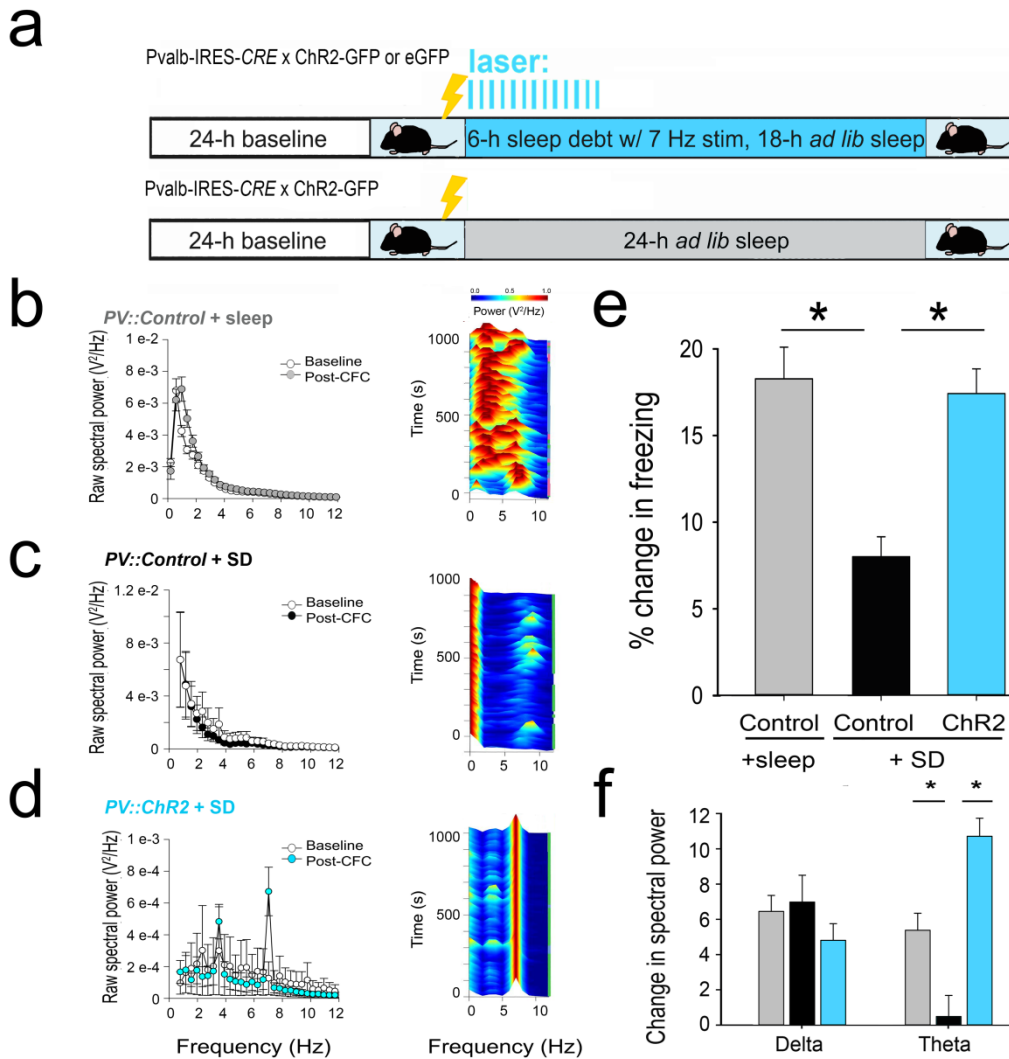 a
Pvalb-IRES-CRE x ChR2-GFP or eGFP
laser:
24-h baseline
6-h sleep debt w/ 7 Hz stim, 18-h ad lib sleep
Pvalb-IRES-CRE x ChR2-GFP
24-h baseline
24-h ad lib sleep
b
PV::Control + sleep
Raw spectral power (V²/Hz)
1 e-2
8 e-3
6 e-3
4 e-3
2 e-3
0
Baseline
Post-CFC
0 2 4 6 8 10 12
0.0 0.5 1.0
Power (V²/Hz)
Time (s)
1000
500
0
0 5 10
c
PV::Control + SD
Raw spectral power (V²/Hz)
1.2 e-2
8 e-3
4 e-3
0
Baseline
Post-CFC
0 2 4 6 8 10 12
Time (s)
1000
500
0
0 5 10
d
PV::ChR2 + SD
Raw spectral power (V²/Hz)
1 e-3
8 e-4
6 e-4
4 e-4
2 e-4
0
Baseline
Post-CFC
0 2 4 6 8 10 12
Frequency (Hz)
Time (s)
1000
500
0
0 5 10
Frequency (Hz)
e
% change in freezing
20
15
10
5
0
* *
Control Control ChR2
+sleep + SD
f
Change in spectral power
12
10
8
6
4
2
0
* *
Delta Theta